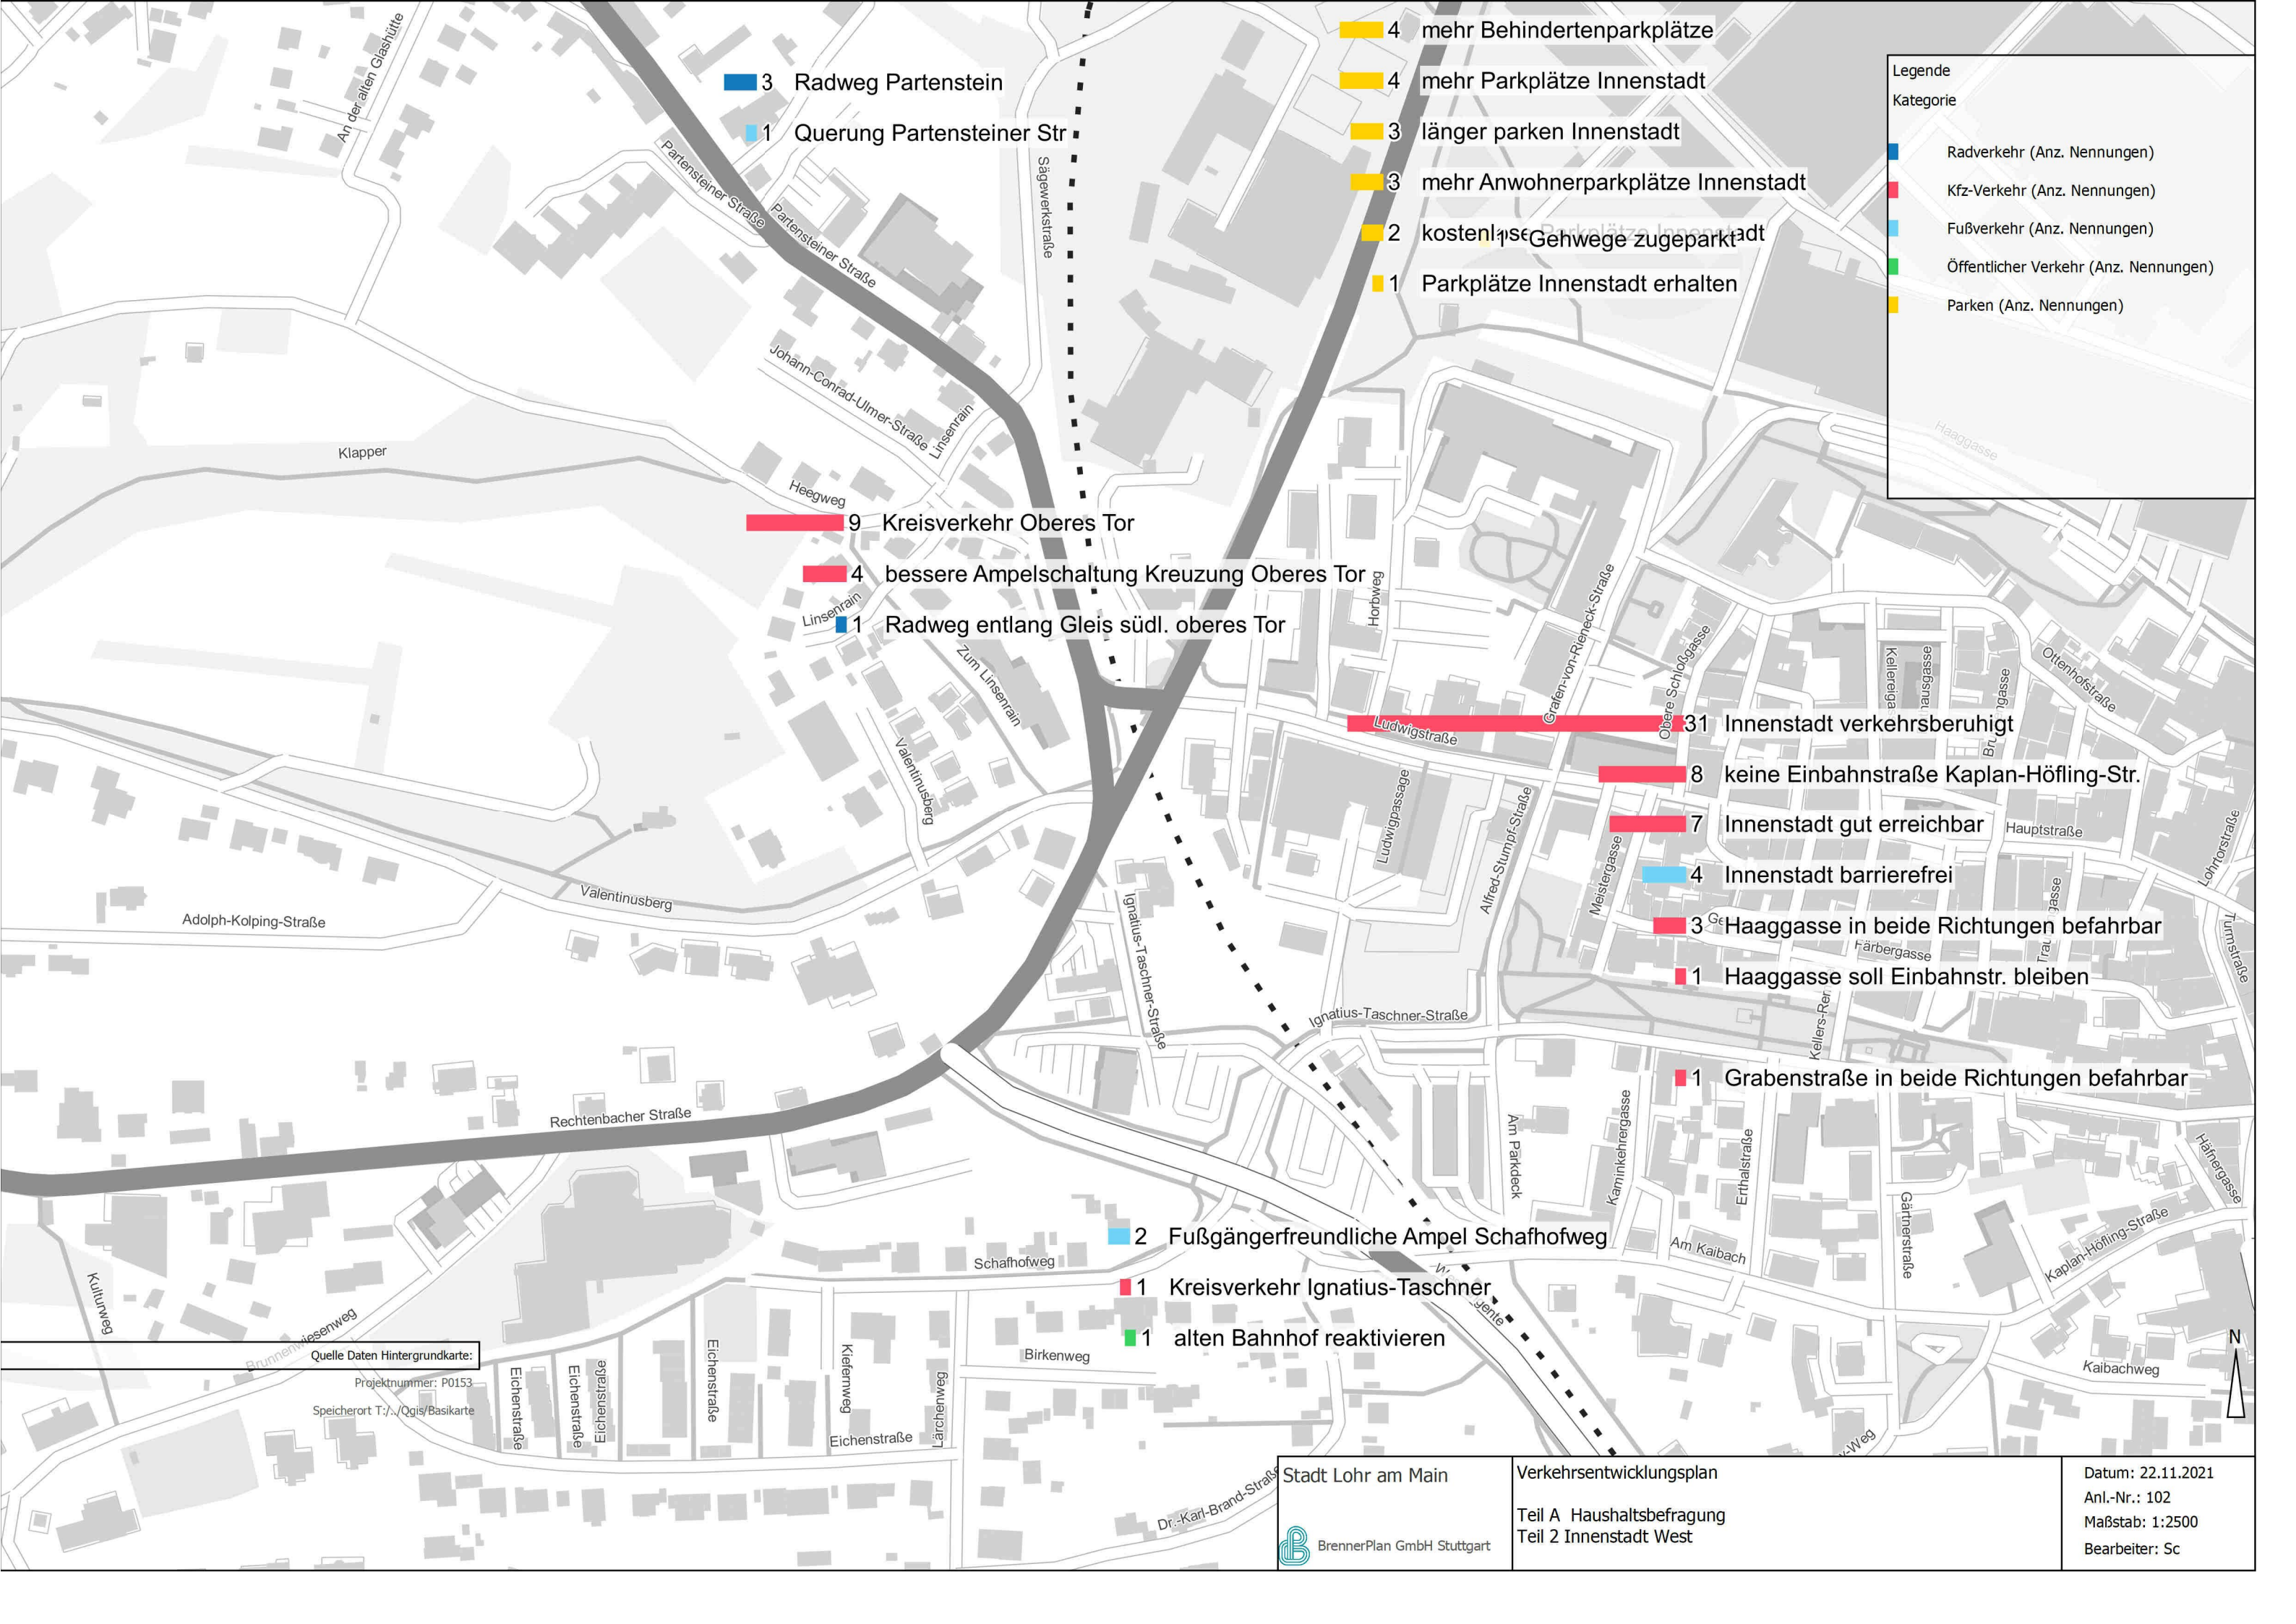 4 mehr Behindertenparkplätze
4 mehr Parkplätze Innenstadt
3 länger parken Innenstadt
3 mehr Anwohnerparkplätze Innenstadt
2 kostenlose Parkplätze Innenstadt
1 Gehwege zugeparkt
1 Parkplätze Innenstadt erhalten
3 Radweg Partenstein
1 Querung Partensteiner Str
Legende
Kategorie
Radverkehr (Anz. Nennungen)
Kfz-Verkehr (Anz. Nennungen)
Fußverkehr (Anz. Nennungen)
Öffentlicher Verkehr (Anz. Nennungen)
Parken (Anz. Nennungen)
Haaggasse
An der alten Glashütte
Partensteiner Straße
Partensteiner Straße
Sägewerkstraße
Johann-Conrad-Ulmer-Straße
Linsenrain
Klapper
Heegweg
9 Kreisverkehr Oberes Tor
4 bessere Ampelschaltung Kreuzung Oberes Tor
1 Radweg entlang Gleis südl. oberes Tor
Linsenrain
Zum Linsenrain
Valentinusberg
Valentinusberg
Adolph-Kolping-Straße
Horbweg
Grafen-von-Rieneck-Straße
Obere Schloßgasse
Ottenhofstraße
Ludwigstraße
31 Innenstadt verkehrsberuhigt
8 keine Einbahnstraße Kaplan-Höfling-Str.
7 Innenstadt gut erreichbar
4 Innenstadt barrierefrei
3 Haaggasse in beide Richtungen befahrbar
1 Haaggasse soll Einbahnstr. bleiben
1 Grabenstraße in beide Richtungen befahrbar
Ludwigpassage
Alfred-Stumpf-Straße
Meistergasse
Hauptstraße
Lohrtorstraße
Turmstraße
Färbergasse
Ignatius-Taschner-Straße
Ignatius-Taschner-Straße
Rechtenbacher Straße
Am Parkdeck
Kaminkehrergasse
Erthalstraße
Gärtnerstraße
Häfnergasse
Kaplan-Höfling-Straße
Am Kaibach
Kaibachweg
2 Fußgängerfreundliche Ampel Schafhofweg
1 Kreisverkehr Ignatius-Taschner
1 alten Bahnhof reaktivieren
Schafhofweg
Kulturweg
Brunnenwiesenweg
Birkenweg
Eichenstraße
Eichenstraße
Eichenstraße
Eichenstraße
Kiefernweg
Lärchenweg
Eichenstraße
Quelle Daten Hintergrundkarte:
Projektnummer: P0153
Speicherort T:/../Qgis/Basikarte
N
Dr.-Karl-Brand-Straße
Stadt Lohr am Main
BrennerPlan GmbH Stuttgart
Verkehrsentwicklungsplan
Teil A Haushaltsbefragung
Teil 2 Innenstadt West
Datum: 22.11.2021
Anl.-Nr.: 102
Maßstab: 1:2500
Bearbeiter: Sc